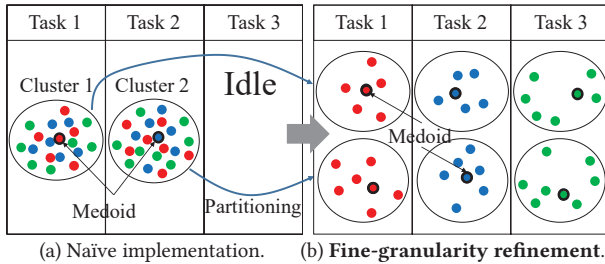 Task 1 Task 2 Task 3
Cluster 1 Cluster 2
Idle
Medoid
Partitioning
(a) Naïve implementation.
Task 1 Task 2 Task 3
Medoid
(b) Fine-granularity refinement.